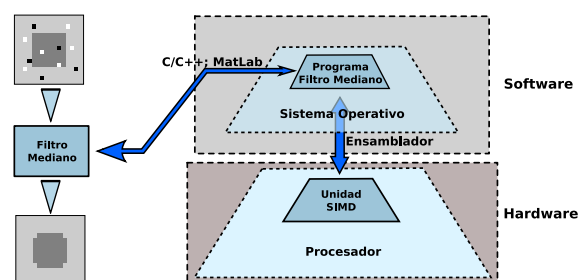 C/C++; MatLab
Programa
Filtro Mediano
Software
Sistema Operativo
Filtro
Mediano
Ensamblador
Unidad
SIMD
Hardware
Procesador